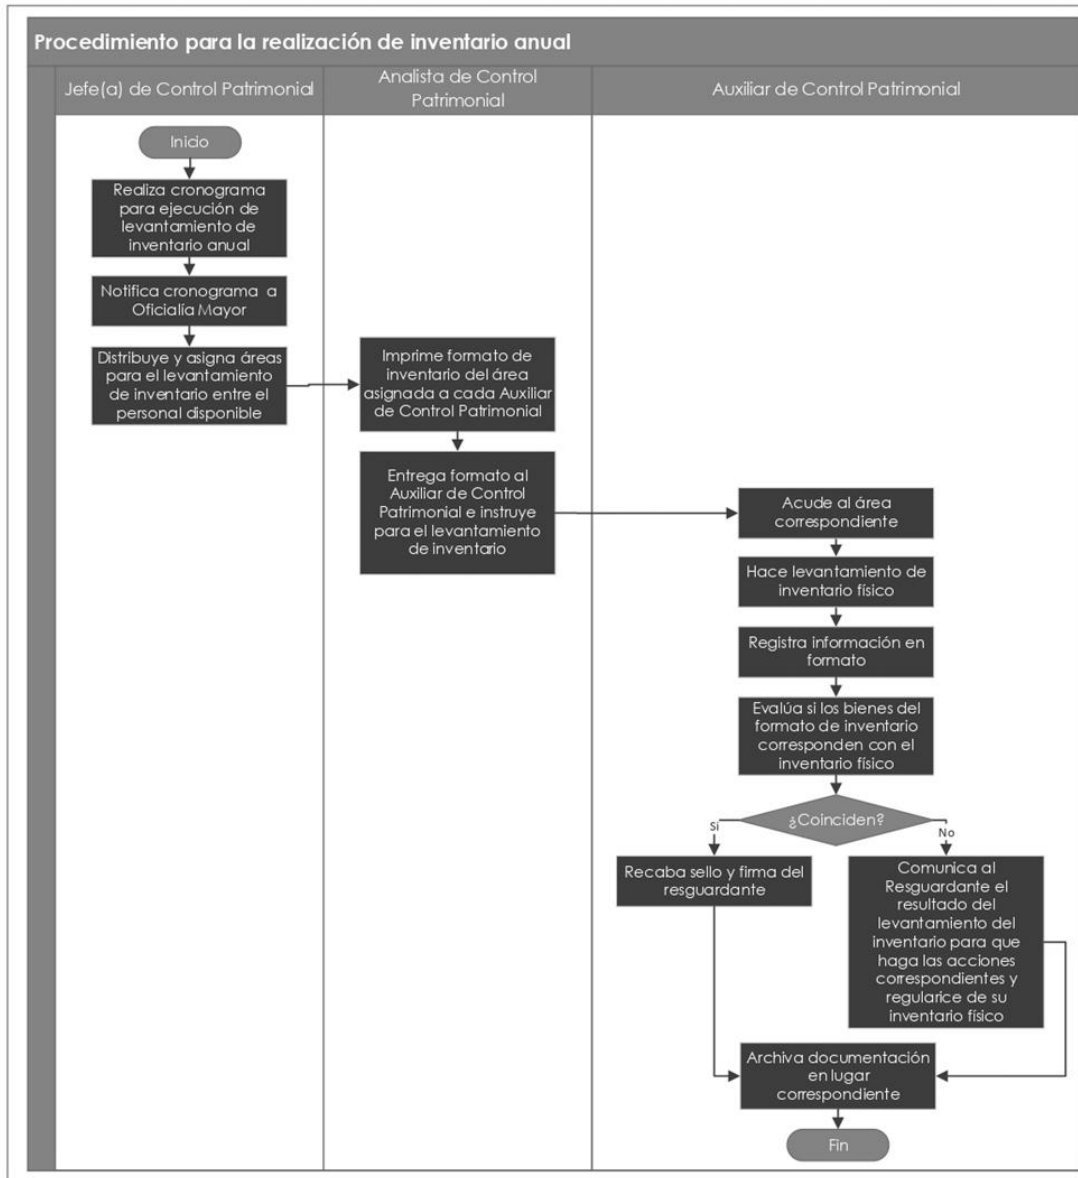 Procedimiento para la realización de inventario anual
Jefe(a) de Control Patrimonial
Analista de Control
Patrimonial
Auxiliar de Control Patrimonial
Inicio
Realiza cronograma
para ejecución de
levantamiento de
inventario anual
Notifica cronograma a
Oficialía Mayor
Distribuye y asigna áreas
para el levantamiento
de inventario entre el
personal disponible
Imprime formato de
inventario del área
asignada a cada Auxiliar
de Control Patrimonial
Entrega formato al
Auxiliar de Control
Patrimonial e instruye
para el levantamiento
de inventario
Acude al área
correspondiente
Hace levantamiento de
inventario físico
Registra información en
formato
Evalúa si los bienes del
formato de inventario
corresponden con el
inventario físico
¿Coinciden?
Si
No
Recaba sello y firma del
resguardante
Comunica al
Resguardante el
resultado del
levantamiento del
inventario para que
haga las acciones
correspondientes y
regularice de su
inventario físico
Archiva documentación
en lugar
correspondiente
Fin